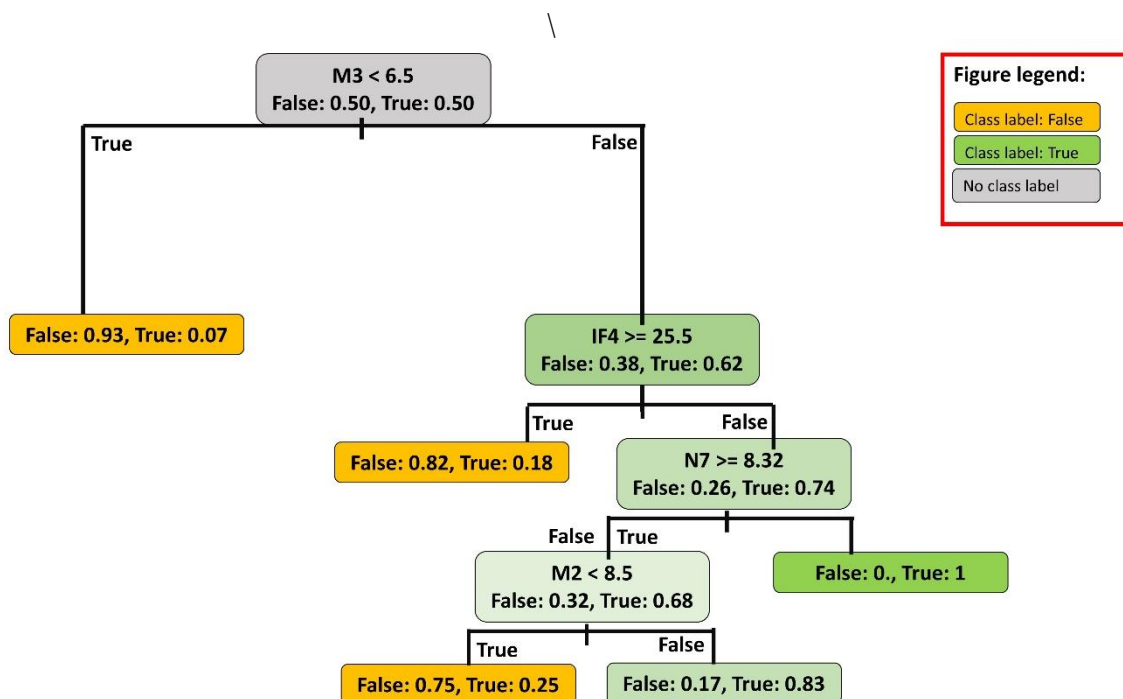 \
M3 < 6.5
False: 0.50, True: 0.50
Figure legend:
Class label: False
Class label: True
No class label
True
False
False: 0.93, True: 0.07
IF4 >= 25.5
False: 0.38, True: 0.62
True
False
False: 0.82, True: 0.18
N7 >= 8.32
False: 0.26, True: 0.74
False True
M2 < 8.5
False: 0.32, True: 0.68
False: 0., True: 1
True
False
False: 0.75, True: 0.25
False: 0.17, True: 0.83